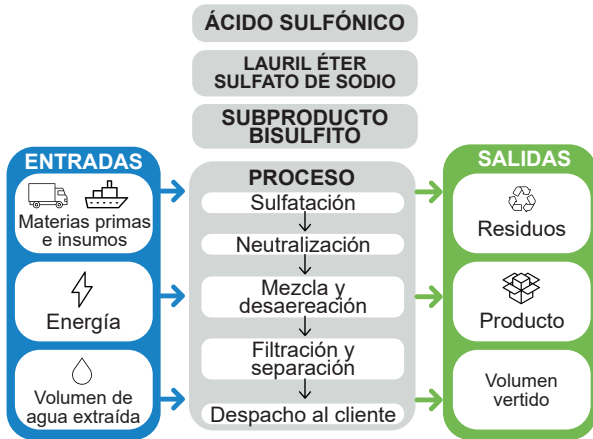 ÁCIDO SULFÓNICO
LAURIL ÉTER
SULFATO DE SODIO
SUBPRODUCTO
BISULFITO
ENTRADAS
Materias primas
e insumos
Energía
Volumen de
agua extraída
PROCESO
Sulfatación
Neutralización
Mezcla y
desaereación
Filtración y
separación
Despacho al cliente
SALIDAS
Residuos
Producto
Volumen
vertido